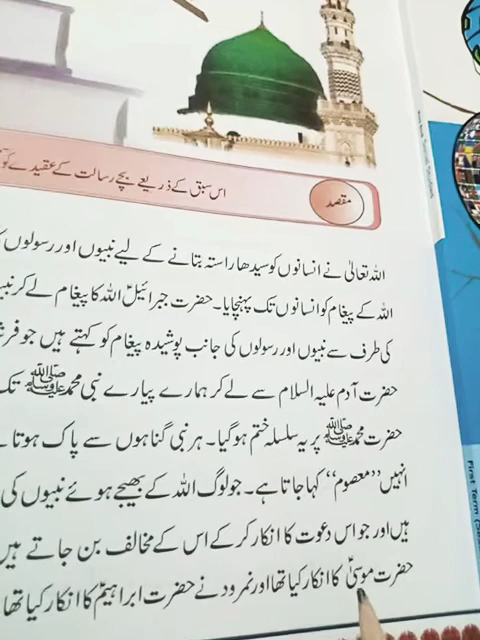 مقصد
اس سبق کے ذریعے بچے رسالت کے عقیدے کو
اللہ تعالیٰ نے انسانوں کو سیدھا راستہ بتانے کے لیے نبیوں اور رسولوں
اللہ کے پیغام کو انسانوں تک پہنچایا۔ حضرت جبرائیلؑ اللہ کا پیغام لے کر
کی طرف سے نبیوں اور رسولوں کی جانب پوشیدہ پیغام کو کہتے ہیں جو
حضرت آدم علیہ السلام سے لے کر ہمارے پیارے نبی محمد ﷺ تک
حضرت محمد ﷺ پر یہ سلسلہ ختم ہوگیا۔ ہر نبی گناہوں سے پاک ہوتا
انہیں ”معصوم“ کہا جاتا ہے۔ جو لوگ اللہ کے بھیجے ہوئے نبیوں کی
ہیں اور جو اس دعوت کا انکار کرکے اس کے مخالف بن جاتے ہیں
حضرت موسیٰؑ کا انکار کیا تھا اور نمرود نے حضرت ابراہیمؑ کا انکار کیا تھا
First Term